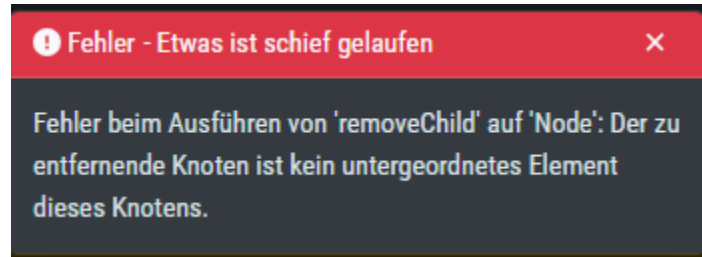 Fehler - Etwas ist schief gelaufen
Fehler beim Ausführen von 'removeChild' auf 'Node': Der zu
entfernende Knoten ist kein untergeordnetes Element
dieses Knotens.